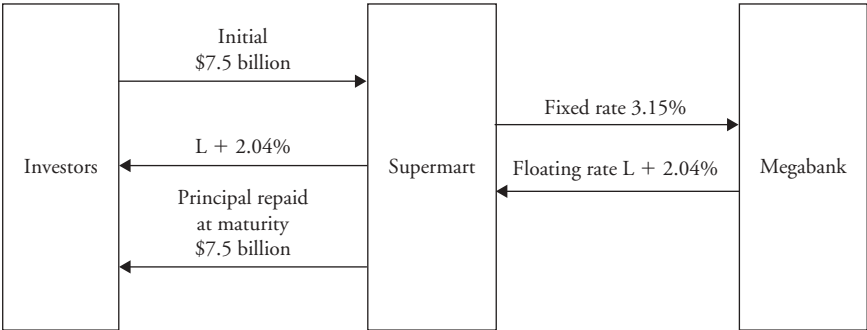 Initial
$7.5 billion
Fixed rate 3.15%
L + 2.04%
Investors
Supermart
Floating rate L + 2.04%
Megabank
Principal repaid
at maturity
$7.5 billion